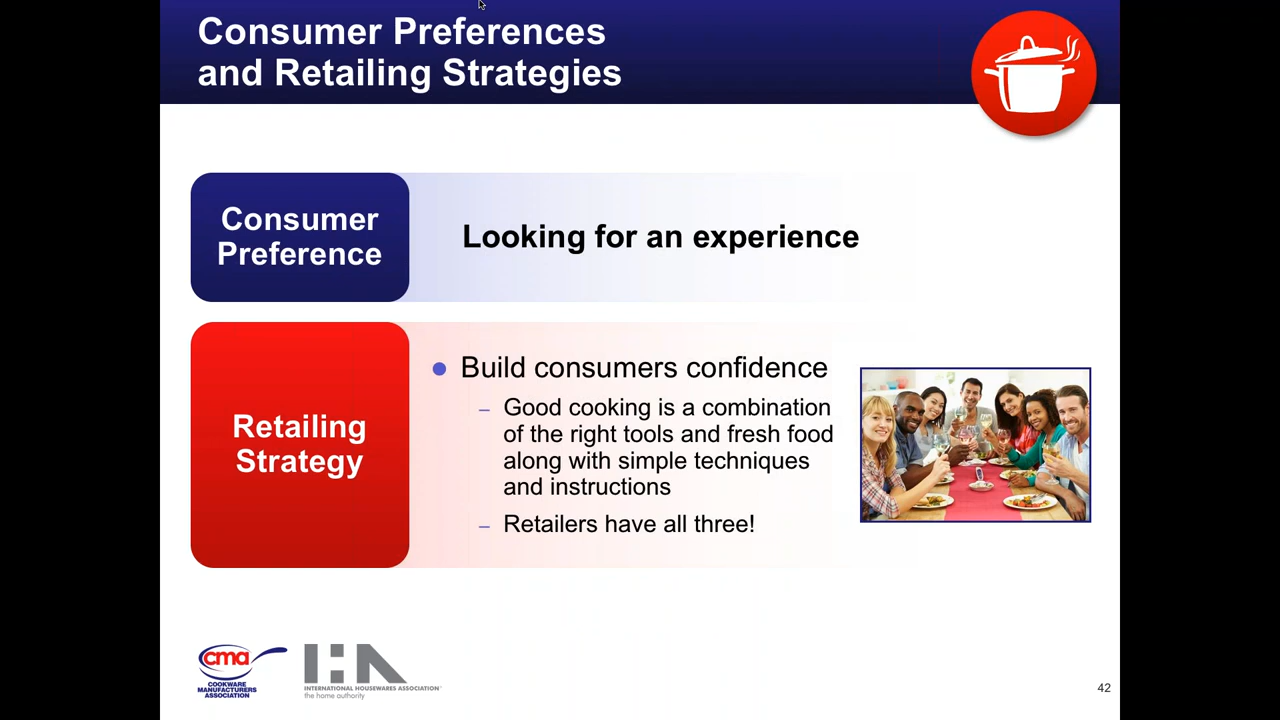 Consumer Preferences
and Retailing Strategies
Consumer
Preference
Looking for an experience
Retailing
Strategy
● Build consumers confidence
– Good cooking is a combination
of the right tools and fresh food
along with simple techniques
and instructions
– Retailers have all three!
cma
COOKWARE
MANUFACTURERS
ASSOCIATION
IHA
INTERNATIONAL HOUSEWARES ASSOCIATION
the home authority
42